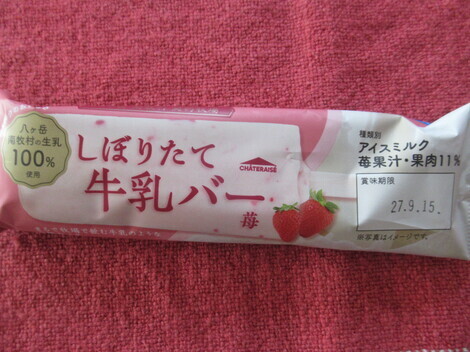 八ヶ岳
南牧村の生乳
100%
使用
しぼりたて
牛乳バー
苺
CHÂTERAISÉ
種類別
アイスミルク
苺果汁・果肉11%
賞味期限
27.9.15.
※写真はイメージです。